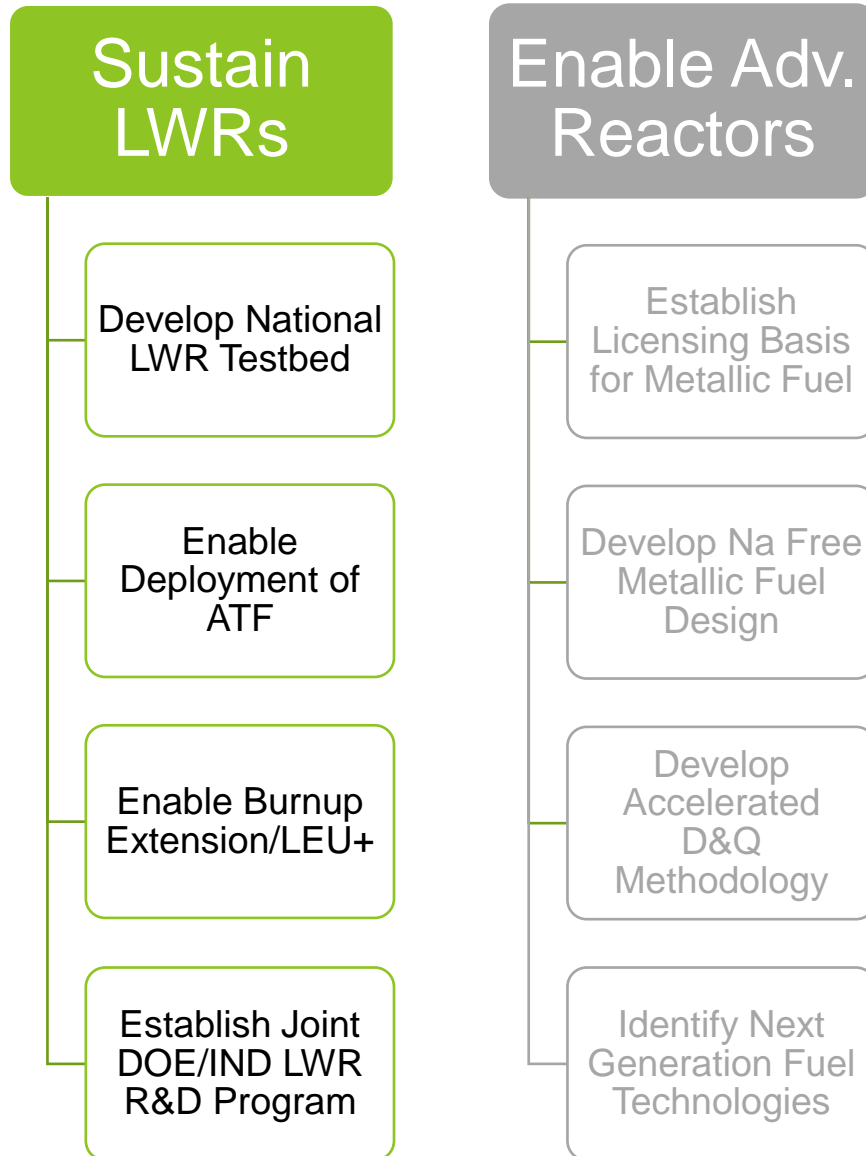 Sustain
LWRs
Develop National
LWR Testbed
Enable
Deployment of
ATF
Enable Burnup
Extension/LEU+
Establish Joint
DOE/IND LWR
R&D Program
Enable Adv.
Reactors
Establish
Licensing Basis
for Metallic Fuel
Develop Na Free
Metallic Fuel
Design
Develop
Accelerated
D&Q
Methodology
Identify Next
Generation Fuel
Technologies